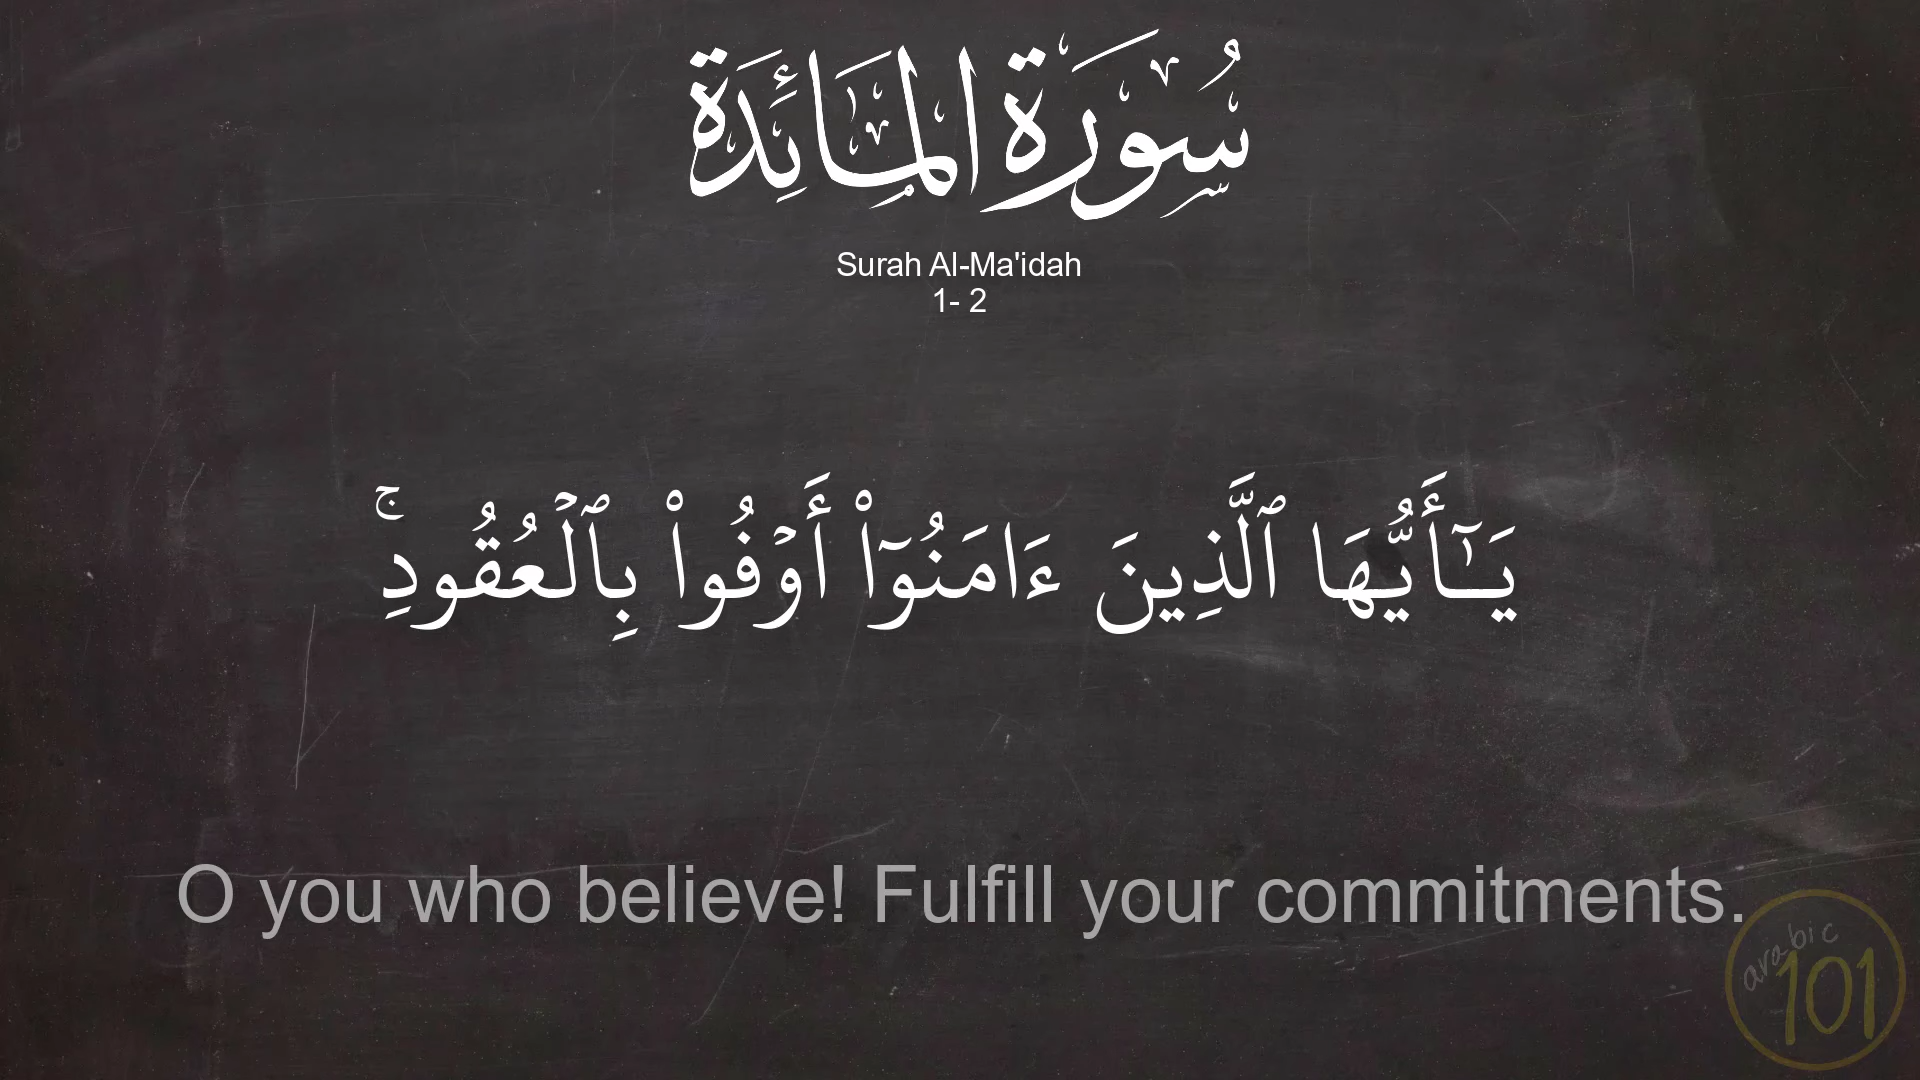 سُورَةُ المَائِدَةِ
Surah Al-Ma'idah
1- 2
يَـٰٓأَيُّهَا ٱلَّذِينَ ءَامَنُوٓا۟ أَوْفُوا۟ بِٱلْعُقُودِ ۚ
O you who believe! Fulfill your commitments.
arabic
101